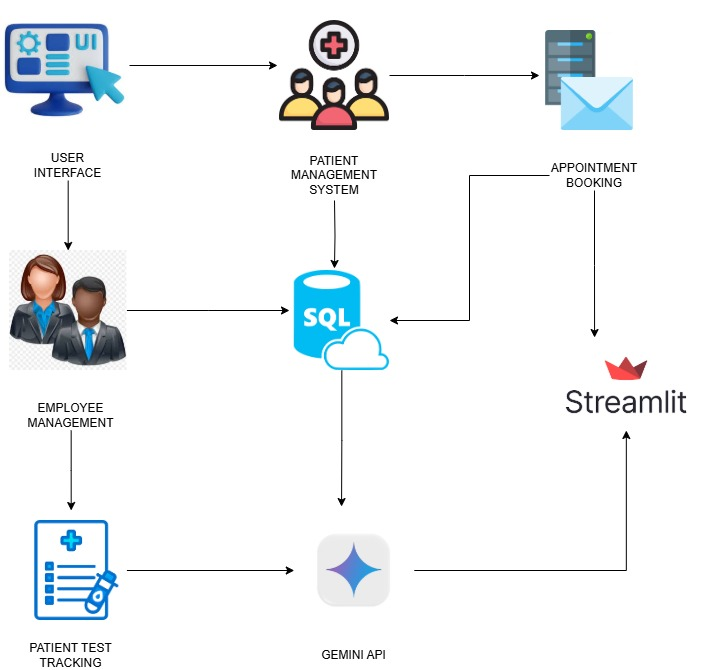 UI
USER
INTERFACE
PATIENT
MANAGEMENT
SYSTEM
APPOINTMENT
BOOKING
SQL
Streamlit
EMPLOYEE
MANAGEMENT
PATIENT TEST
TRACKING
GEMINI API